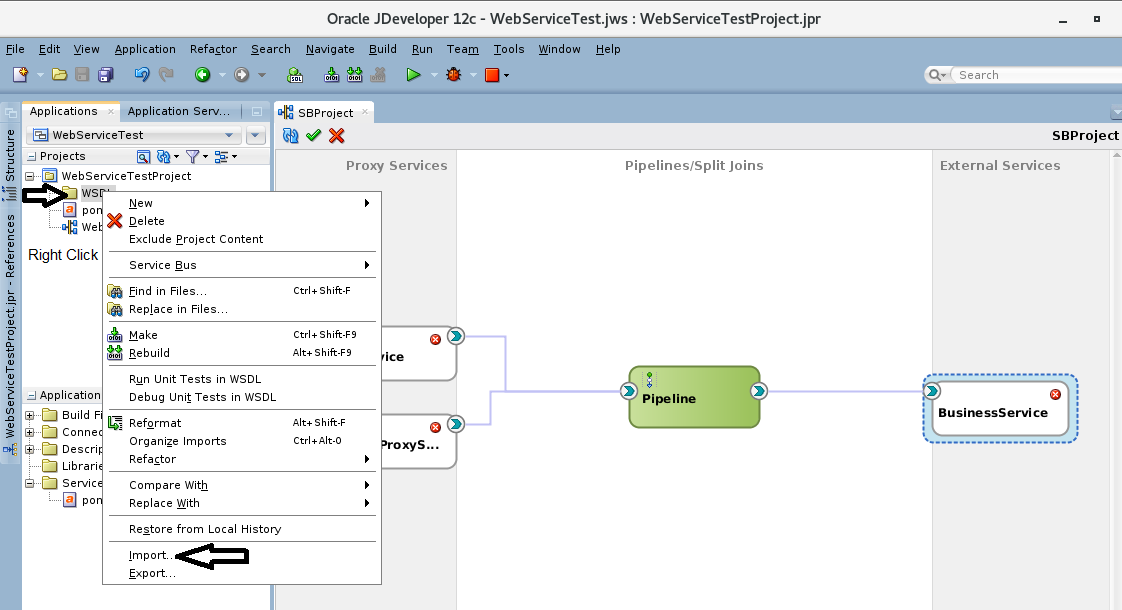 Oracle JDeveloper 12c - WebServiceTest.jws : WebServiceTestProject.jpr
File Edit View Application Refactor Search Navigate Build Run Team Tools Window Help
Search
Applications Application Serv...
SBProject
WebServiceTest
SBProject
Projects
Structure
WebServiceTestProject.jpr - References
WebServiceTestProject
WSDL
pon
Web
Right Click
Proxy Services
Pipelines/Split Joins
External Services
New
Delete
Exclude Project Content
Service Bus
Find in Files... Ctrl+Shift-F
Replace in Files...
Make Ctrl+Shift-F9
Rebuild Alt+Shift-F9
Run Unit Tests in WSDL
Debug Unit Tests in WSDL
Reformat Alt+Shift-F
Organize Imports Ctrl+Alt-O
Refactor
Compare With
Replace With
Restore from Local History
Import...
Export...
vice
ProxyS...
Pipeline
BusinessService
Application
Build Fi
Connec
Descrip
Librarie
Service
pon